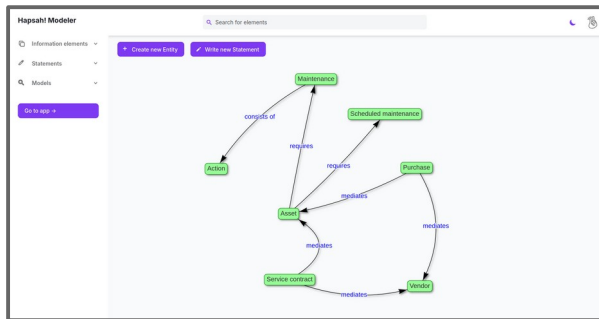 Hapsah! Modeler
Search for elements
Information elements
Statements
Models
Go to app →
+ Create new Entity
Write new Statement
Maintenance
consists of
Scheduled maintenance
requires
requires
Action
Purchase
mediates
Asset
mediates
mediates
Service contract
mediates
Vendor